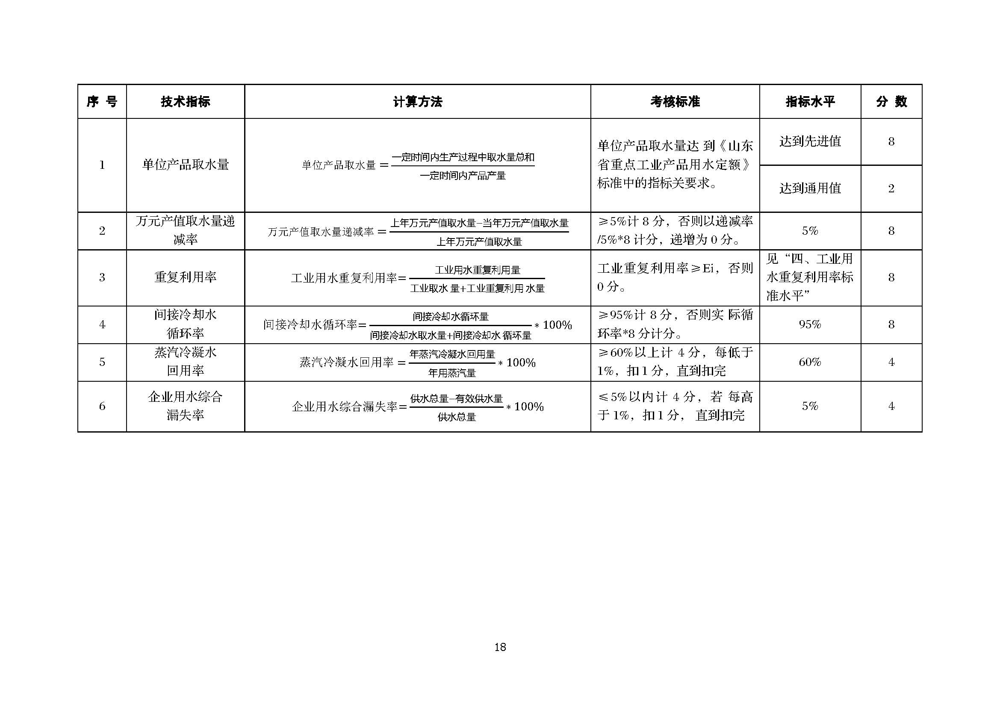 序 号 技术指标 计算方法 考核标准 指标水平 分 数
1 单位产品取水量 单位产品取水量 = 一定时间内生产过程中取水量总和
一定时间内产品产量
单位产品取水量达 到《山东
省重点工业产品用水定额》
标准中的指标关要求。
达到先进值 8
达到通用值 2
2 万元产值取水量递
减率
万元产值取水量递减率 = 上年万元产值取水量−当年万元产值取水量
上年万元产值取水量
≥5%计 8 分，否则以递减率
/5%*8 计分，递增为 0 分。
5% 8
3 重复利用率 工业用水重复利用率= 工业用水重复利用量
工业取水 量+工业重复利用 水量
工业重复利用率≥Ei，否则
0 分。
见“四、工业用
水重复利用率标
准水平”
8
4 间接冷却水
循环率
间接冷却水循环率= 间接冷却水循环量
间接冷却水取水量+间接冷却水 循环量
∗ 100%
≥95%计 8 分，否则实 际循
环率*8 分计分。
95% 8
5 蒸汽冷凝水
回用率
蒸汽冷凝水回用率 = 年蒸汽冷凝水回用量
年用蒸汽量
∗ 100%
≥60%以上计 4 分，每低于
1%，扣 1 分，直到扣完
60% 4
6 企业用水综合
漏失率
企业用水综合漏失率= 供水总量−有效供水量
供水总量
∗ 100%
≤5%以内计 4 分，若 每高
于 1%，扣 1 分， 直到扣完
5% 4
18